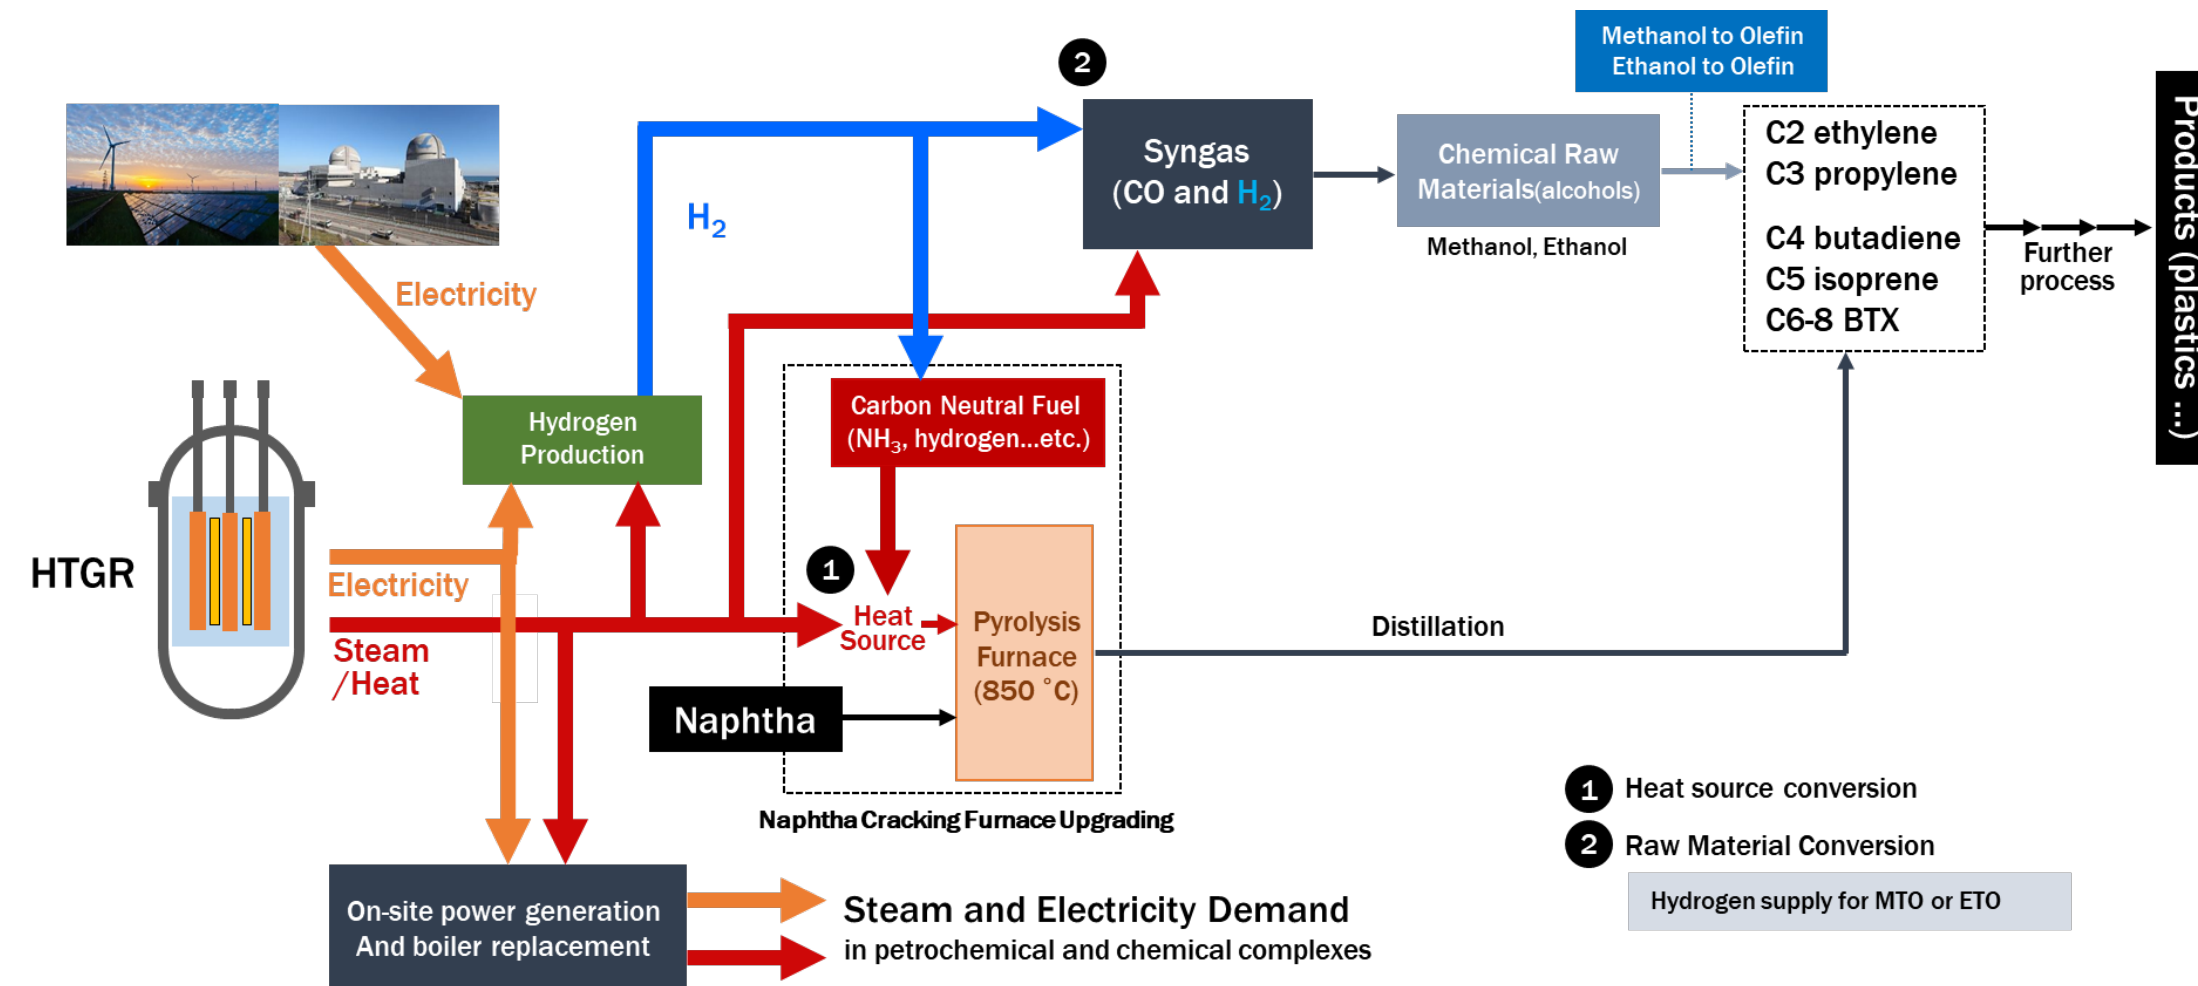 2
Methanol to Olefin
Ethanol to Olefin
Syngas
(CO and H₂)
Chemical Raw
Materials(alcohols)
Methanol, Ethanol
C2 ethylene
C3 propylene
C4 butadiene
C5 isoprene
C6-8 BTX
Further
process
Products (plastics ...)
H₂
Electricity
Hydrogen
Production
Carbon Neutral Fuel
(NH₃, hydrogen...etc.)
HTGR
Electricity
Steam
/Heat
1
Heat
Source
Pyrolysis
Furnace
(850 ˚C)
Naphtha
Distillation
Naphtha Cracking Furnace Upgrading
On-site power generation
And boiler replacement
Steam and Electricity Demand
in petrochemical and chemical complexes
1 Heat source conversion
2 Raw Material Conversion
Hydrogen supply for MTO or ETO